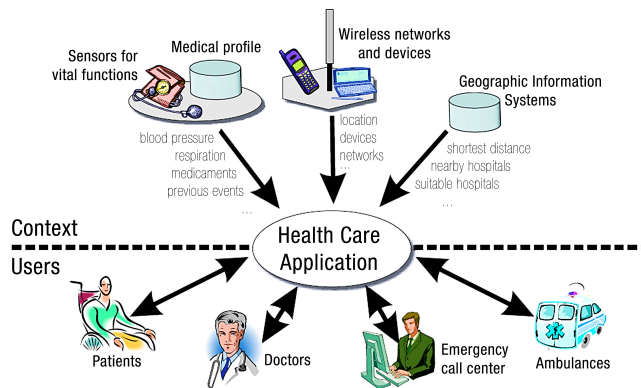 Sensors for
vital functions
Medical profile
Wireless networks
and devices
Geographic Information
Systems
blood pressure
respiration
medicaments
previous events
...
location
devices
networks
...
shortest distance
nearby hospitals
suitable hospitals
...
Context
Health Care
Application
Users
Patients
Doctors
Emergency
call center
Ambulances